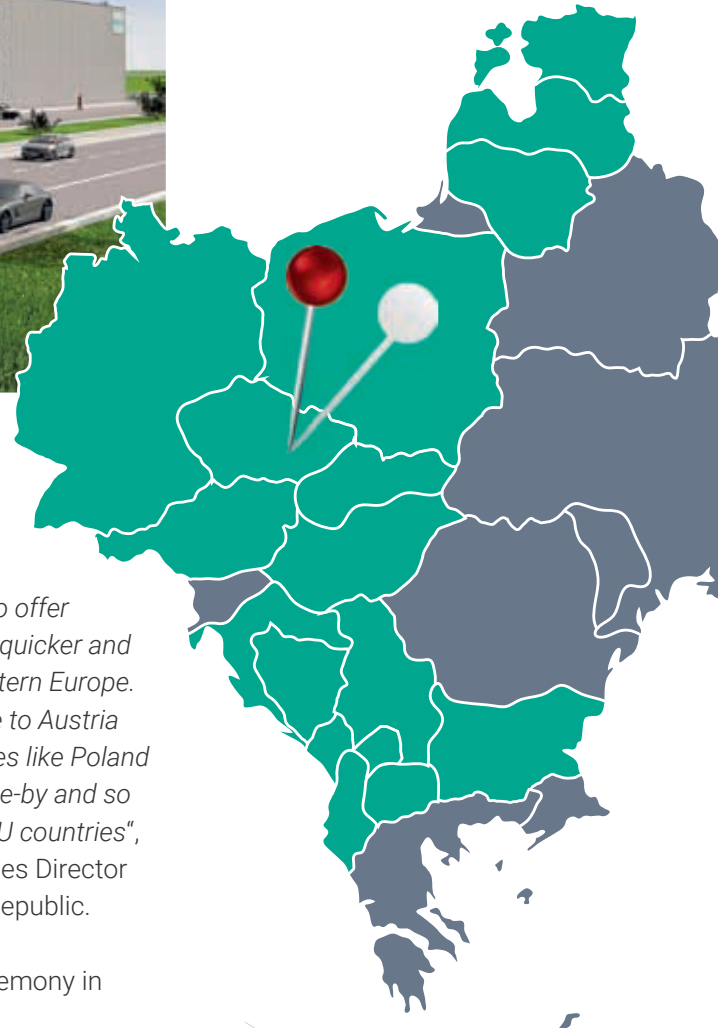 o offer
quicker and
tern Europe.
e to Austria
es like Poland
e-by and so
U countries“,
es Director
epublic.
emony in